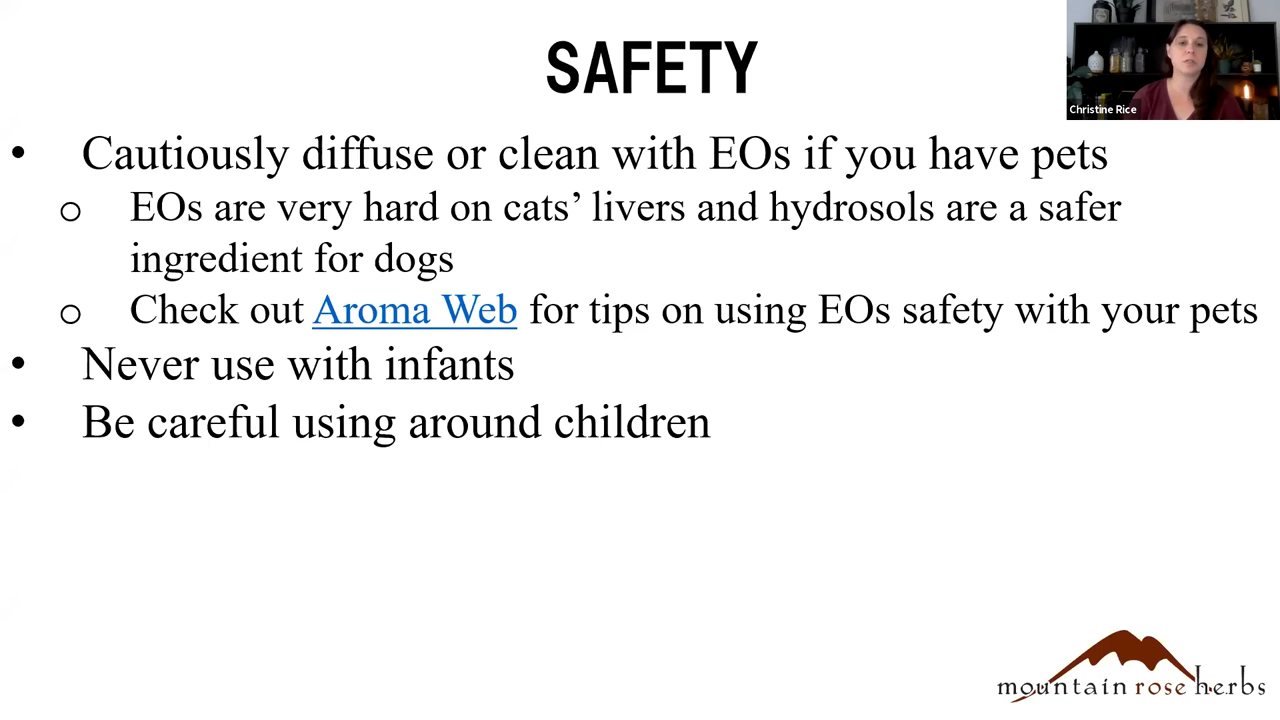 SAFETY
Christine Rice
• Cautiously diffuse or clean with EOs if you have pets
o EOs are very hard on cats’ livers and hydrosols are a safer
ingredient for dogs
o Check out Aroma Web for tips on using EOs safety with your pets
• Never use with infants
• Be careful using around children
mountain rose herbs